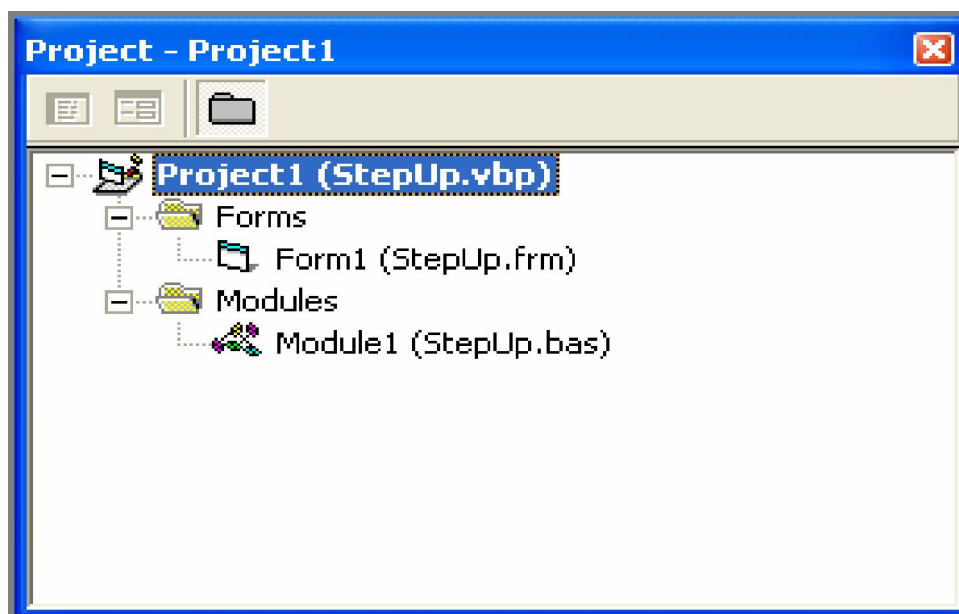 Project - Project1
Project1 (StepUp.vbp)
Forms
Form1 (StepUp.frm)
Modules
Module1 (StepUp.bas)